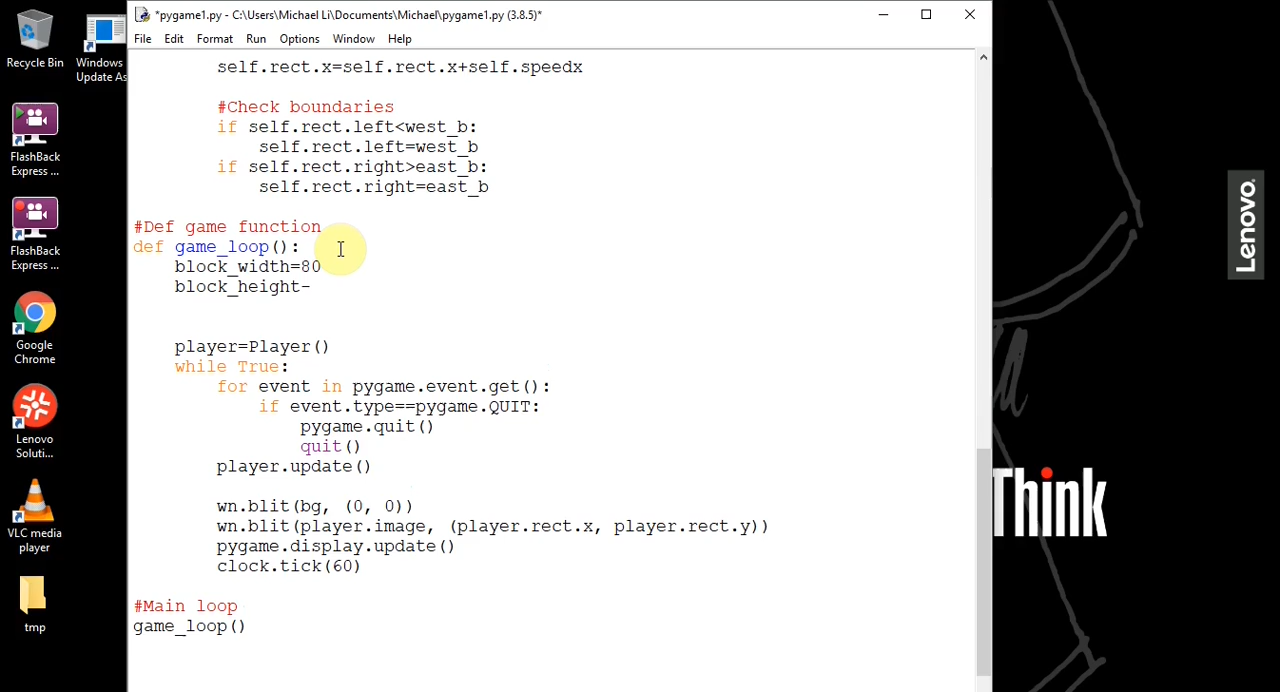 *pygame1.py - C:\Users\Michael Li\Documents\Michael\pygame1.py (3.8.5)*
File Edit Format Run Options Window Help
self.rect.x=self.rect.x+self.speedx
#Check boundaries
if self.rect.left<west_b:
self.rect.left=west_b
if self.rect.right>east_b:
self.rect.right=east_b
#Def game function
def game_loop():
block_width=80
block_height-
player=Player()
while True:
for event in pygame.event.get():
if event.type==pygame.QUIT:
pygame.quit()
quit()
player.update()
wn.blit(bg, (0, 0))
wn.blit(player.image, (player.rect.x, player.rect.y))
pygame.display.update()
clock.tick(60)
#Main loop
game_loop()
Recycle Bin
Windows
Update As
FlashBack
Express ...
FlashBack
Express ...
Google
Chrome
Lenovo
Soluti...
VLC media
player
tmp
Lenovo
Think